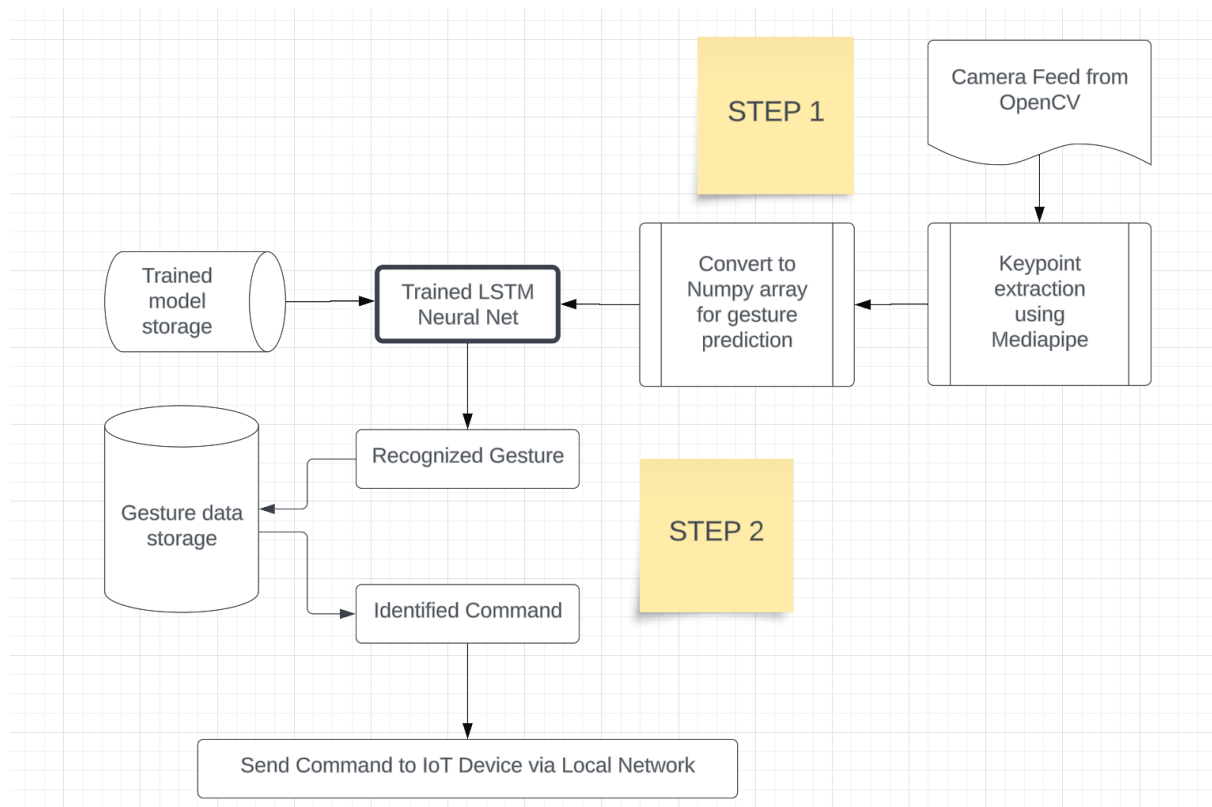 STEP 1
Camera Feed from
OpenCV
Trained
model
storage
Trained LSTM
Neural Net
Convert to
Numpy array
for gesture
prediction
Keypoint
extraction
using
Mediapipe
Recognized Gesture
Gesture data
storage
STEP 2
Identified Command
Send Command to IoT Device via Local Network